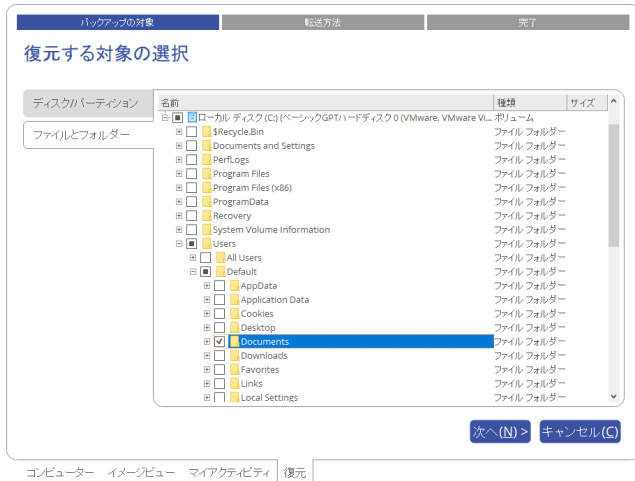 バックアップの対象 転送方法 完了
復元する対象の選択
ディスク/パーティション
ファイルとフォルダー
名前 種類 サイズ
ローカル ディスク (C:) (ベーシックGPTハードディスク 0 (VMware, VMware Vi... ボリューム
$Recycle.Bin ファイル フォルダー
Documents and Settings ファイル フォルダー
PerfLogs ファイル フォルダー
Program Files ファイル フォルダー
Program Files (x86) ファイル フォルダー
ProgramData ファイル フォルダー
Recovery ファイル フォルダー
System Volume Information ファイル フォルダー
Users ファイル フォルダー
All Users ファイル フォルダー
Default ファイル フォルダー
AppData ファイル フォルダー
Application Data ファイル フォルダー
Cookies ファイル フォルダー
Desktop ファイル フォルダー
Documents ファイル フォルダー
Downloads ファイル フォルダー
Favorites ファイル フォルダー
Links ファイル フォルダー
Local Settings ファイル フォルダー
次へ(N) > キャンセル(C)
コンピューター イメージビュー マイアクティビティ 復元